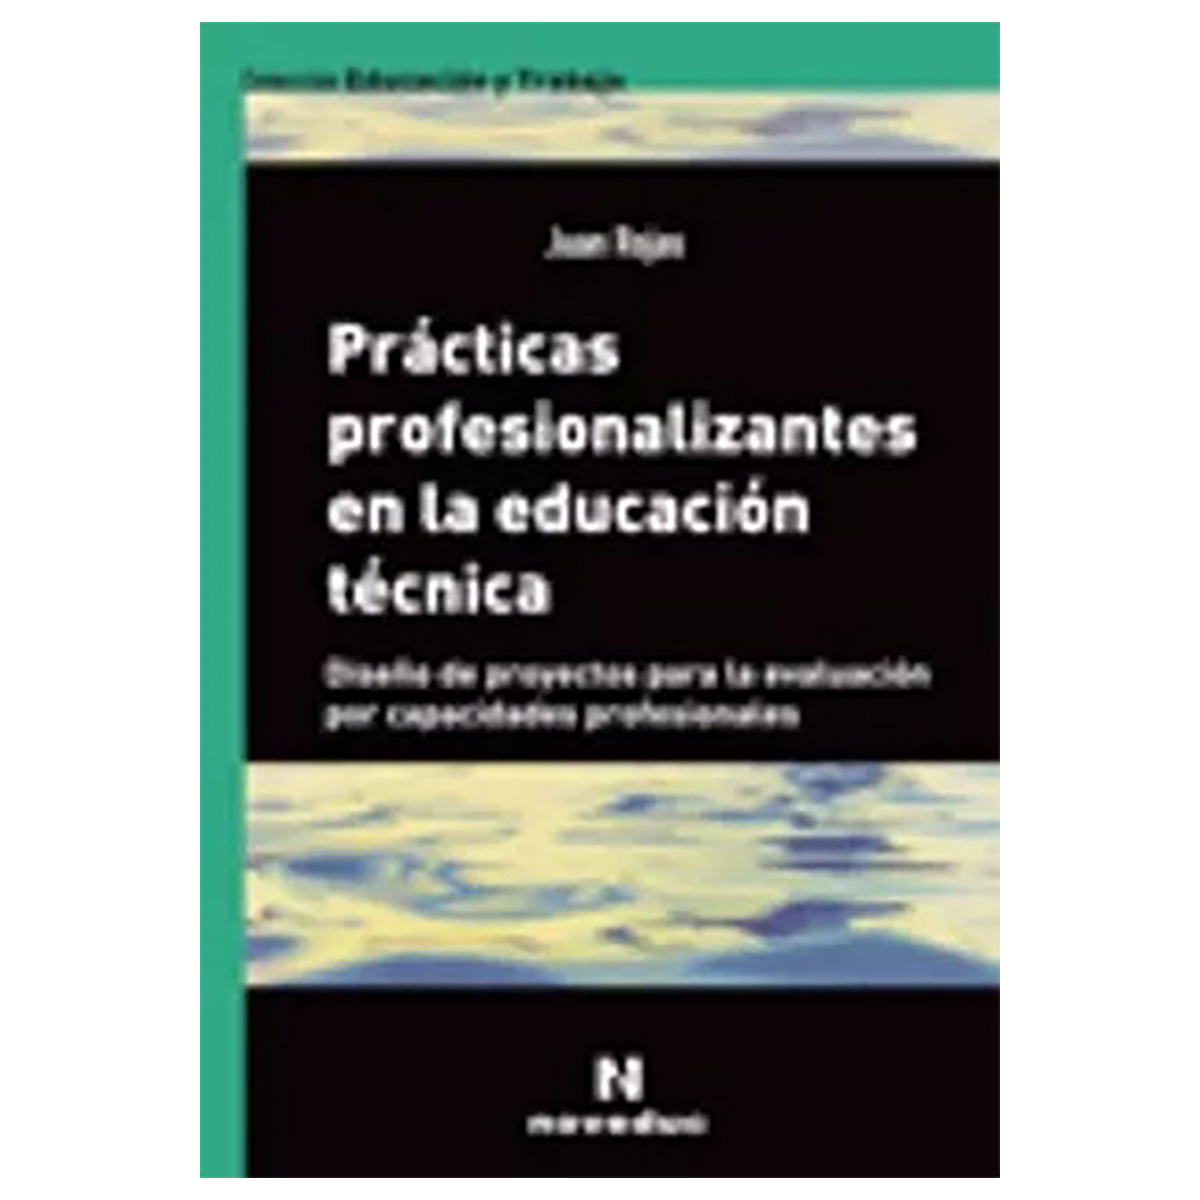 Colección Educación y Trabajo
Juan Rojas
Prácticas
profesionalizantes
en la educación
técnica
Diseño de proyectos para la evaluación
por capacidades profesionales
N
noveduc